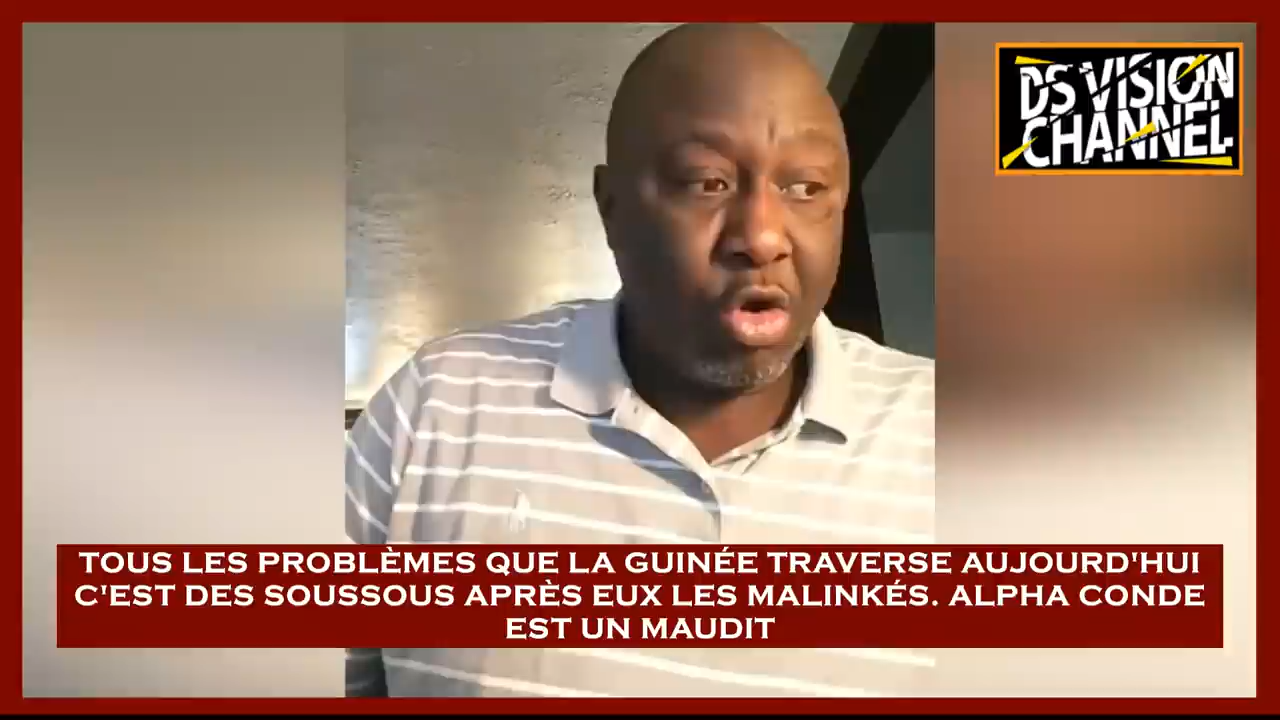 DS VISION
CHANNEL
TOUS LES PROBLÈMES QUE LA GUINÉE TRAVERSE AUJOURD'HUI
C'EST DES SOUSSOUS APRÈS EUX LES MALINKÉS. ALPHA CONDE
EST UN MAUDIT